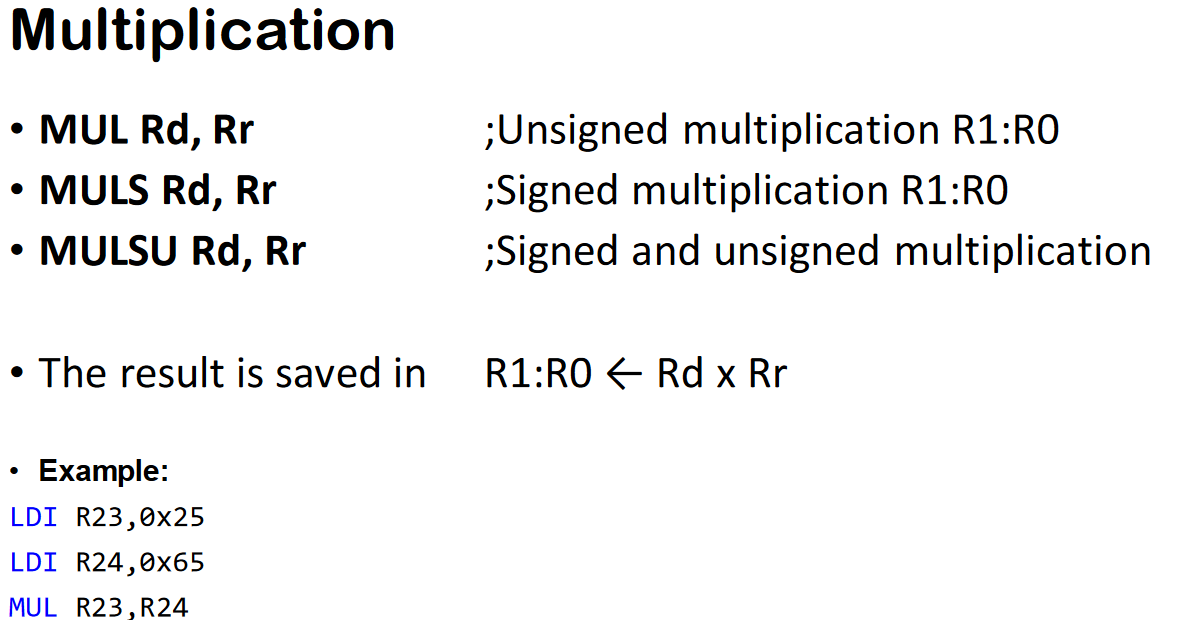 Multiplication
• MUL Rd, Rr ;Unsigned multiplication R1:R0
• MULS Rd, Rr ;Signed multiplication R1:R0
• MULSU Rd, Rr ;Signed and unsigned multiplication
• The result is saved in R1:R0 ← Rd x Rr
• Example:
LDI R23,0x25
LDI R24,0x65
MUL R23,R24